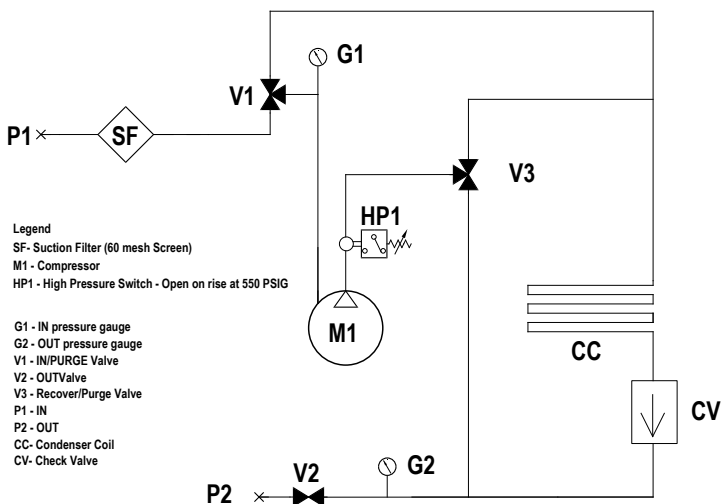 G1
V1
P1
SF
V3
HP1
Legend
SF- Suction Filter (60 mesh Screen)
M1 - Compressor
HP1 - High Pressure Switch - Open on rise at 550 PSIG
G1 - IN pressure gauge
G2 - OUT pressure gauge
V1 - IN/PURGE Valve
V2 - OUTValve
V3 - Recover/Purge Valve
P1 - IN
P2 - OUT
CC- Condenser Coil
CV- Check Valve
M1
CC
CV
V2
G2
P2